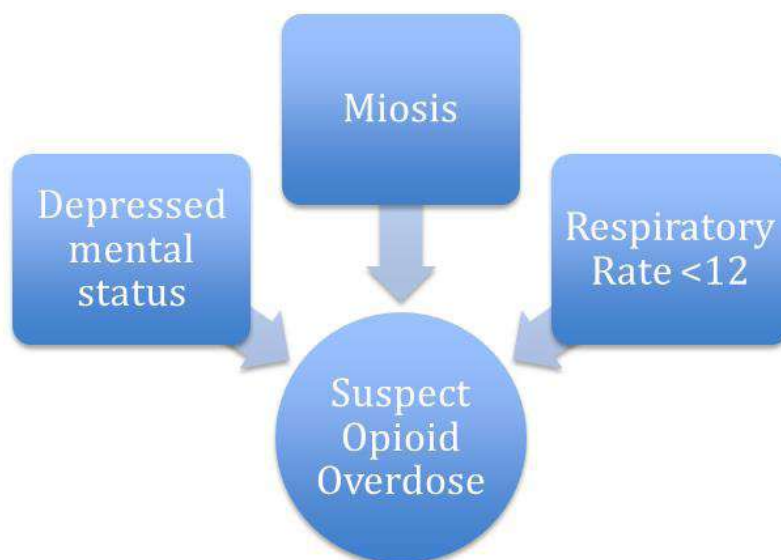 Miosis
Depressed
mental
status
Respiratory
Rate <12
Suspect
Opioid
Overdose